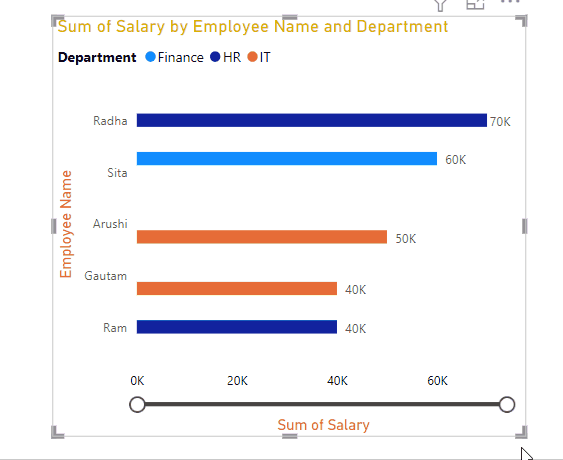 Sum of Salary by Employee Name and Department
Department Finance HR IT
Employee Name
Radha 70K
Sita 60K
Arushi 50K
Gautam 40K
Ram 40K
0K 20K 40K 60K
Sum of Salary